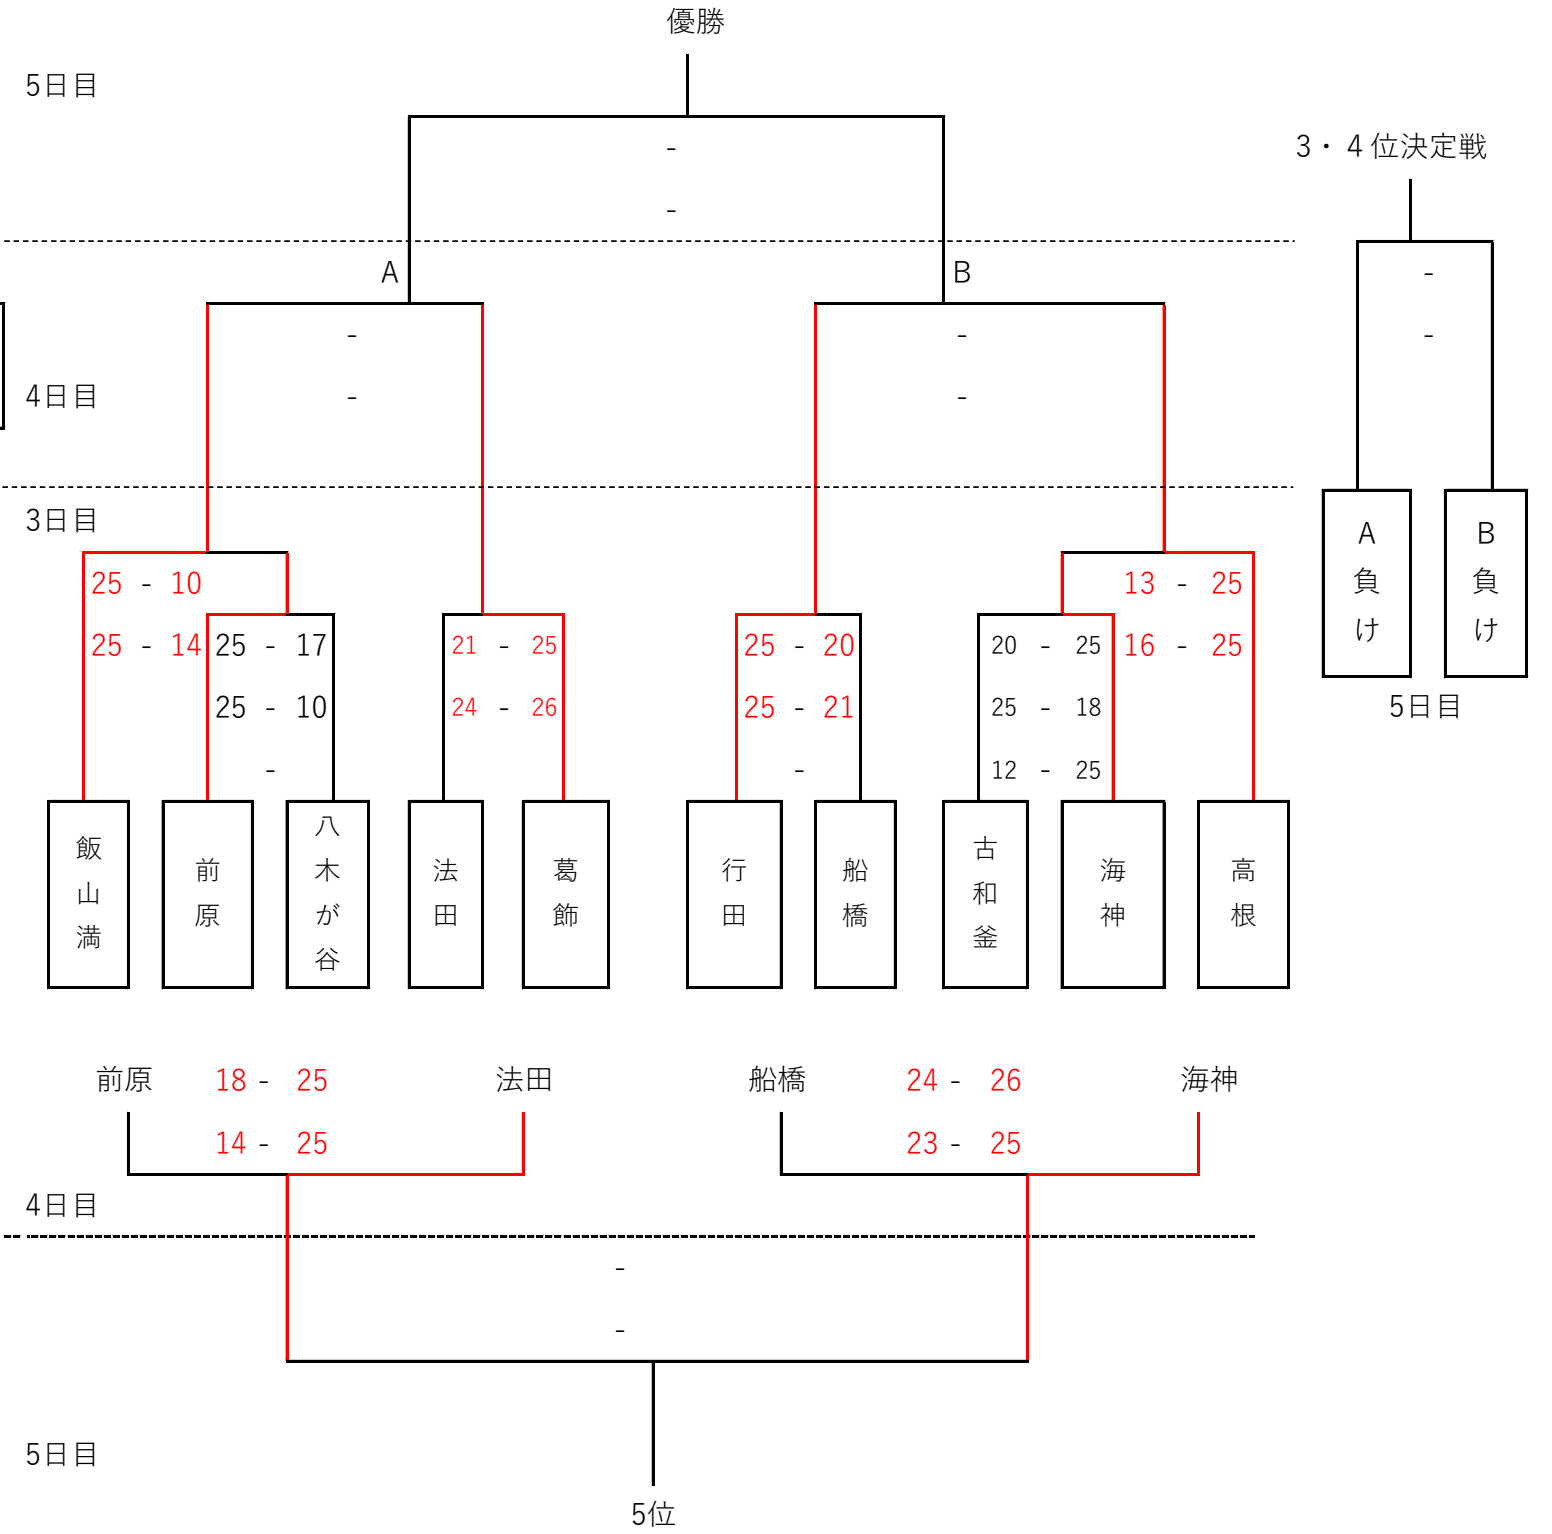 優勝
5日目
-
3・４位決定戦
-
A
B
-
-
-
-
4日目
-
-
3日目
25 - 10
13 - 25
25 - 14
25 - 17
21 - 25
25 - 20
20 - 25
16 - 25
25 - 10
24 - 26
25 - 21
25 - 18
-
-
12 - 25
A負け
B負け
5日目
飯山満
前原
八木が谷
法田
葛飾
行田
船橋
古和釜
海神
高根
前原
18 - 25
法田
船橋
24 - 26
海神
14 - 25
23 - 25
4日目
-
-
5日目
5位